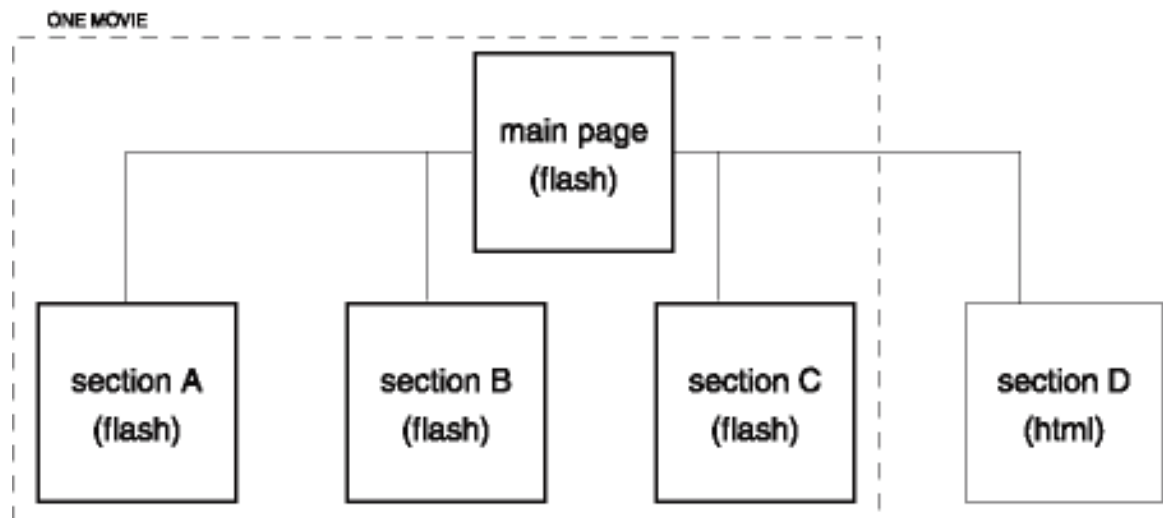 ONE MOVIE
main page
(flash)
section A
(flash)
section B
(flash)
section C
(flash)
section D
(html)